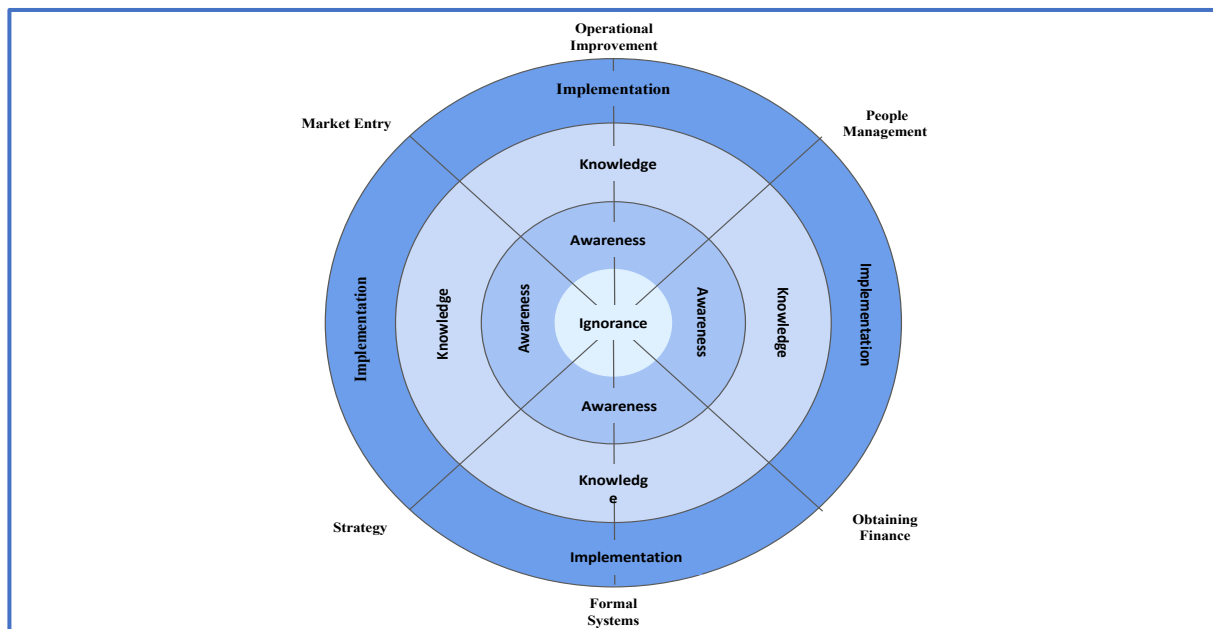 Operational
Improvement
Implementation
Market Entry
People
Management
Knowledge
Awareness
Implementation
Knowledge
Awareness
Ignorance
Awareness
Knowledge
Implementation
Awareness
Knowledg
e
Strategy
Obtaining
Finance
Implementation
Formal
Systems